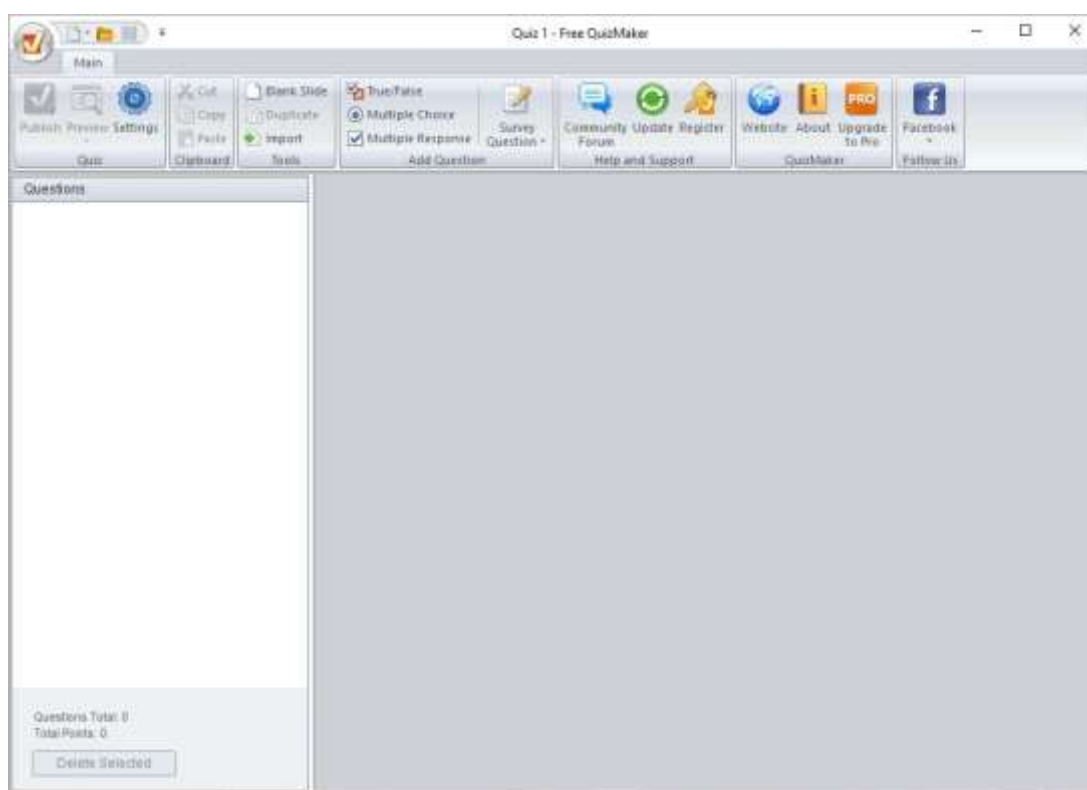 Quiz 1 - Free QuizMaker
Main
Publish Preview Settings
Quiz
Cut
Copy
Paste
Clipboard
Blank Slide
Duplicate
Import
Tools
True/False
Multiple Choice
Multiple Response
Survey
Question
Add Question
Community
Forum
Update
Register
Help and Support
Website
About
PRO
Upgrade
to Pro
QuizMaker
f
Facebook
Follow Us
Questions
Questions Total: 0
Total Points: 0
Delete Selected